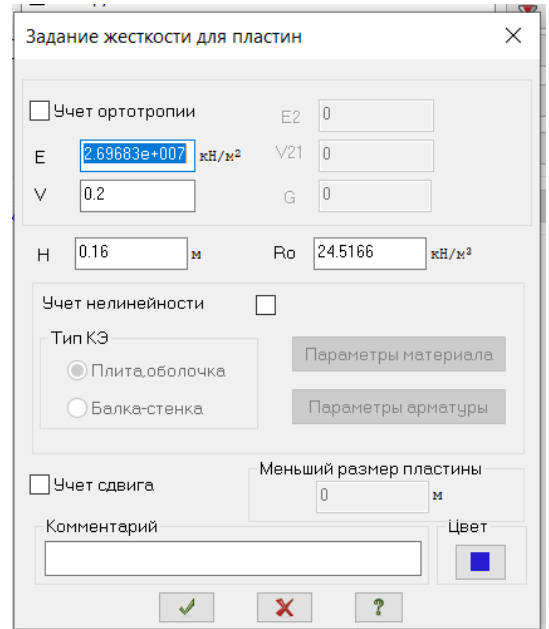 Задание жесткости для пластин
Учет ортотропии
E2 0
E 2.69683e+007 кН/м²
V21 0
V 0.2
G 0
H 0.16 м
Ro 24.5166 кН/м³
Учет нелинейности
Тип КЭ
Плита,оболочка
Балка-стенка
Параметры материала
Параметры арматуры
Учет сдвига
Меньший размер пластины
0 м
Комментарий
Цвет
?